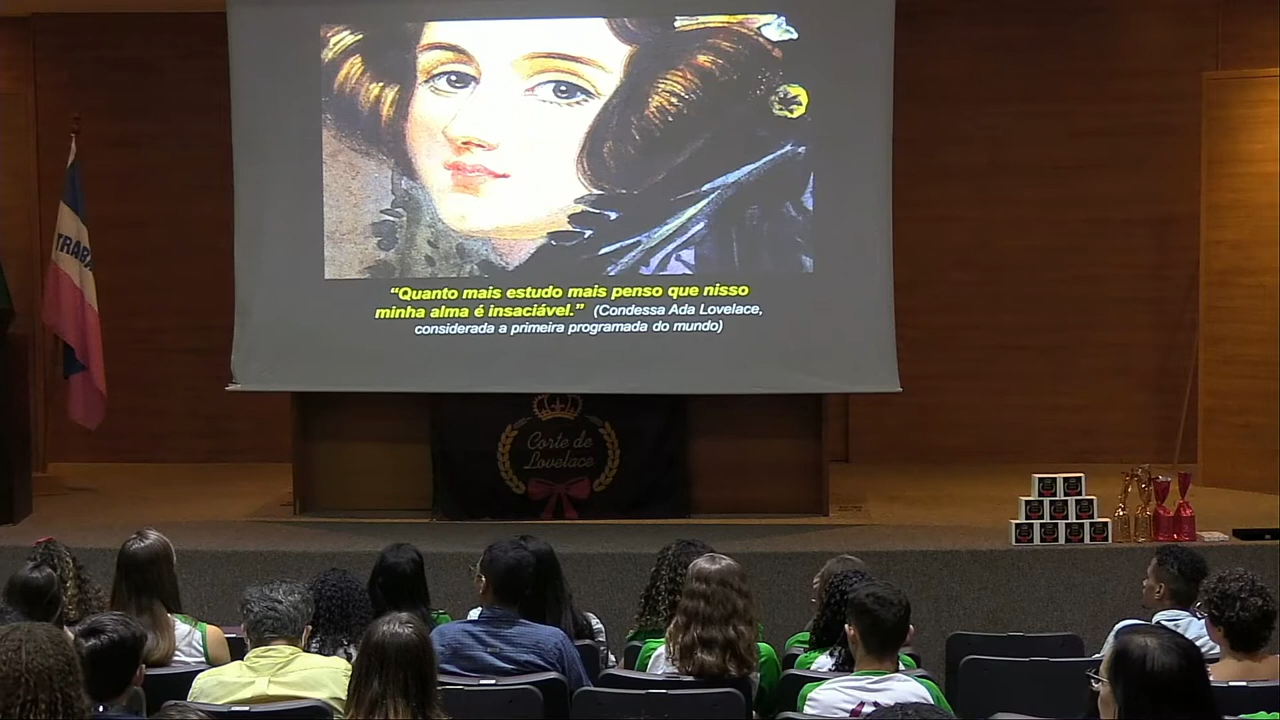 “Quanto mais estudo mais penso que nisso
minha alma é insaciável.” (Condessa Ada Lovelace,
considerada a primeira programada do mundo)
TRABA
Corte de
Lovelace